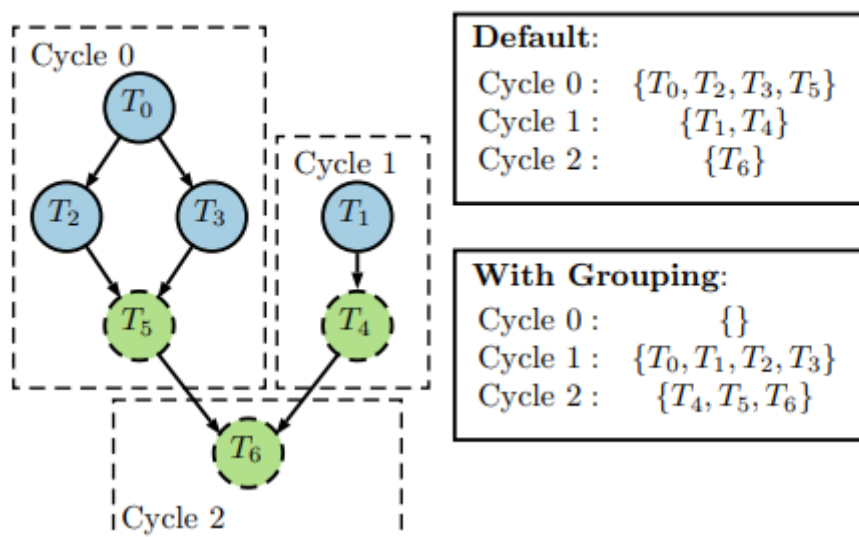 Cycle 0
T₀
Cycle 1
T₂
T₃
T₁
T₅
T₄
T₆
Cycle 2
Default:
Cycle 0 : {T₀, T₂, T₃, T₅}
Cycle 1 : {T₁, T₄}
Cycle 2 : {T₆}
With Grouping:
Cycle 0 : {}
Cycle 1 : {T₀, T₁, T₂, T₃}
Cycle 2 : {T₄, T₅, T₆}